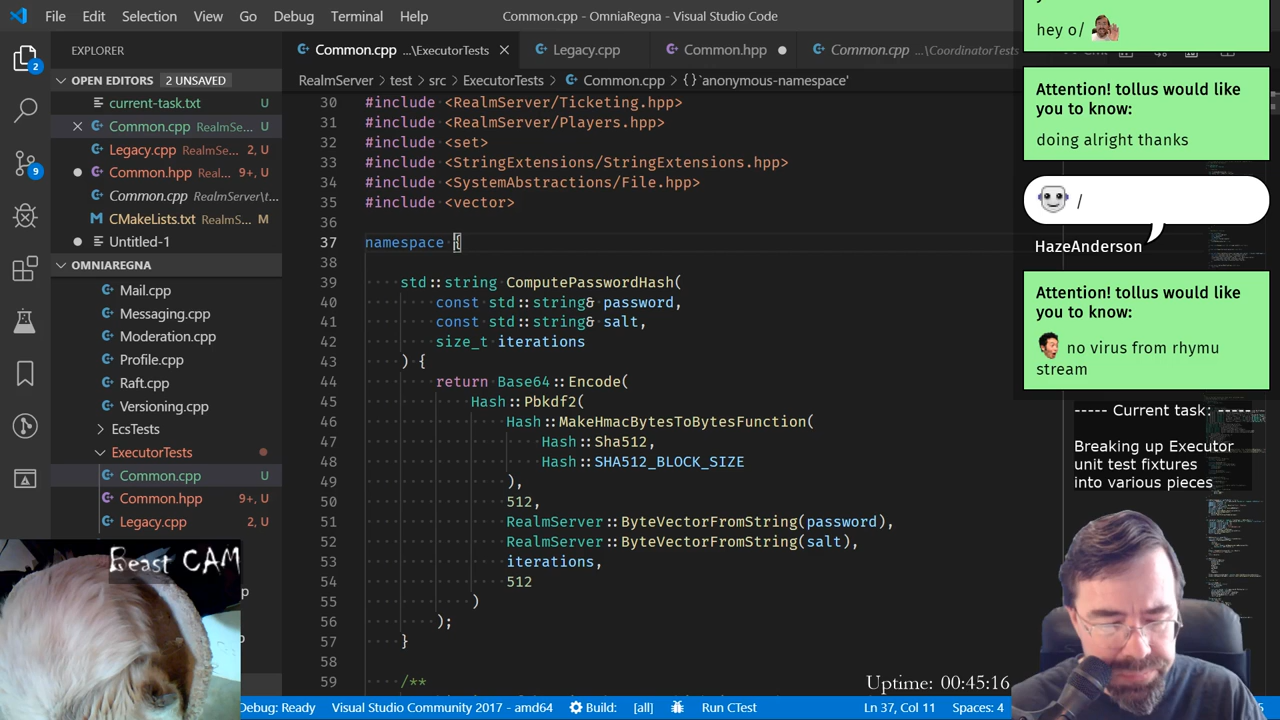 File Edit Selection View Go Debug Terminal Help
Common.cpp - OmniaRegna - Visual Studio Code
EXPLORER
OPEN EDITORS 2 UNSAVED
current-task.txt U
Common.cpp RealmSe... U
Legacy.cpp RealmSe... 2, U
Common.hpp Real... 9+, U
Common.cpp RealmServer\t...
CMakeLists.txt RealmS... M
Untitled-1
OMNIAREGNA
Mail.cpp
Messaging.cpp
Moderation.cpp
Profile.cpp
Raft.cpp
Versioning.cpp
EcsTests
ExecutorTests
Common.cpp U
Common.hpp 9+, U
Legacy.cpp 2, U
2
9
Beast CAM
Common.cpp ...\ExecutorTests
Legacy.cpp
Common.hpp
Common.cpp ...\CoordinatorTests
RealmServer > test > src > ExecutorTests > Common.cpp > {} `anonymous-namespace'
30 #include <RealmServer/Ticketing.hpp>
31 #include <RealmServer/Players.hpp>
32 #include <set>
33 #include <StringExtensions/StringExtensions.hpp>
34 #include <SystemAbstractions/File.hpp>
35 #include <vector>
36
37 namespace {
38
39 std::string ComputePasswordHash(
40 const std::string& password,
41 const std::string& salt,
42 size_t iterations
43 ) {
44 return Base64::Encode(
45 Hash::Pbkdf2(
46 Hash::MakeHmacBytesToBytesFunction(
47 Hash::Sha512,
48 Hash::SHA512_BLOCK_SIZE
49 ),
50 512,
51 RealmServer::ByteVectorFromString(password),
52 RealmServer::ByteVectorFromString(salt),
53 iterations,
54 512
55 )
56 );
57 }
58
59 /**
hey o/
Attention! tollus would like you to know:
doing alright thanks
/
HazeAnderson
Attention! tollus would like you to know:
no virus from rhymu stream
----- Current task: -----
Breaking up Executor
unit test fixtures
into various pieces
Uptime: 00:45:16
Debug: Ready Visual Studio Community 2017 - amd64 Build: [all] Run CTest Ln 37, Col 11 Spaces: 4